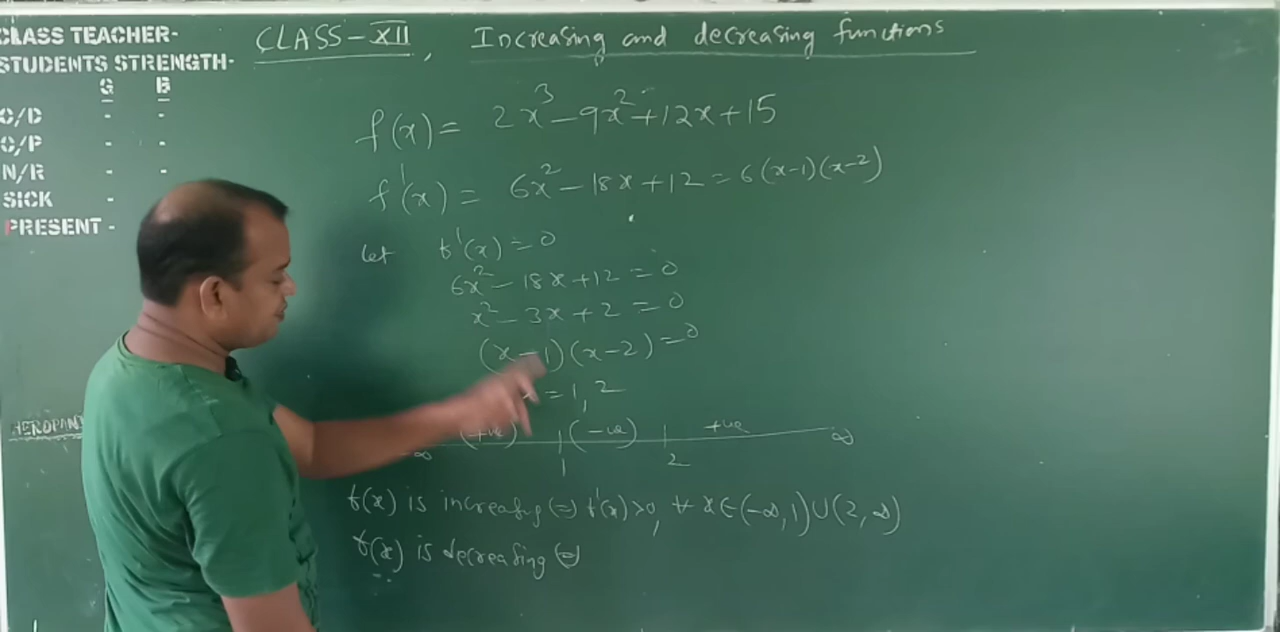 CLASS TEACHER-
STUDENTS STRENGTH-
G B
O/D - -
O/P - -
N/R - -
SICK -
PRESENT -
CLASS-XII, Increasing and decreasing functions
f(x) = 2x³ - 9x² + 12x + 15
f'(x) = 6x² - 18x + 12 = 6(x-1)(x-2)
Let f'(x) = 0
6x² - 18x + 12 = 0
x² - 3x + 2 = 0
(x-1)(x-2) = 0
= 1, 2
(+ve) (-ve) +ve
-∞ 1 2 ∞
f(x) is increasing (=) f'(x) > 0, ∀ x ∈ (-∞, 1) ∪ (2, ∞)
f(x) is decreasing (=)